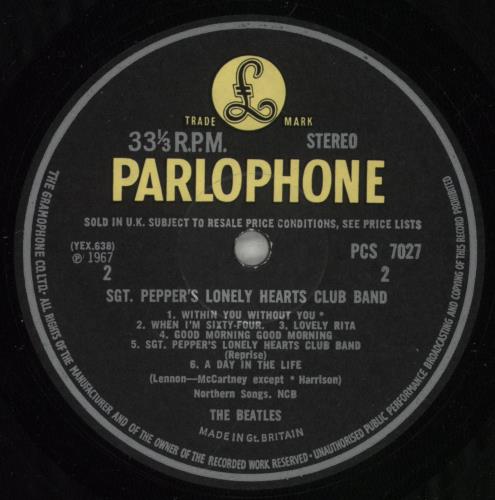 £
TRADE MARK
33⅓ R.P.M. STEREO
PARLOPHONE
SOLD IN U.K. SUBJECT TO RESALE PRICE CONDITIONS, SEE PRICE LISTS
(YEX.638) PCS 7027
℗ 1967
2 2
SGT. PEPPER'S LONELY HEARTS CLUB BAND
1. WITHIN YOU WITHOUT YOU *
2. WHEN I'M SIXTY-FOUR. 3. LOVELY RITA
4. GOOD MORNING GOOD MORNING
5. SGT. PEPPER'S LONELY HEARTS CLUB BAND
(Reprise)
6. A DAY IN THE LIFE
(Lennon—McCartney except * Harrison)
Northern Songs, NCB
THE BEATLES
MADE IN Gt. BRITAIN
THE GRAMOPHONE CO. LTD. ALL RIGHTS OF THE MANUFACTURER AND OF THE OWNER OF THE RECORDED WORK RESERVED · UNAUTHORISED PUBLIC PERFORMANCE BROADCASTING AND COPYING OF THIS RECORD PROHIBITED